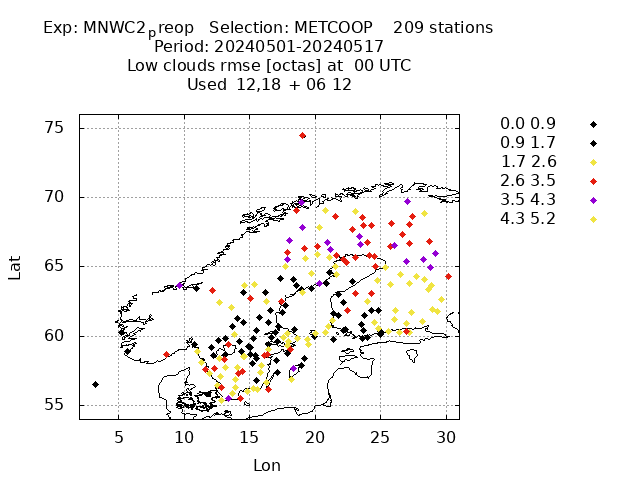 Exp: MNWC2preop   Selection: METCOOP    209 stations
Period: 20240501-20240517
Low clouds rmse [octas] at  00 UTC
Used  12,18 + 06 12
0.0 0.9
0.9 1.7
1.7 2.6
2.6 3.5
3.5 4.3
4.3 5.2
75
70
65
60
55
Lat
5 10 15 20 25 30
Lon